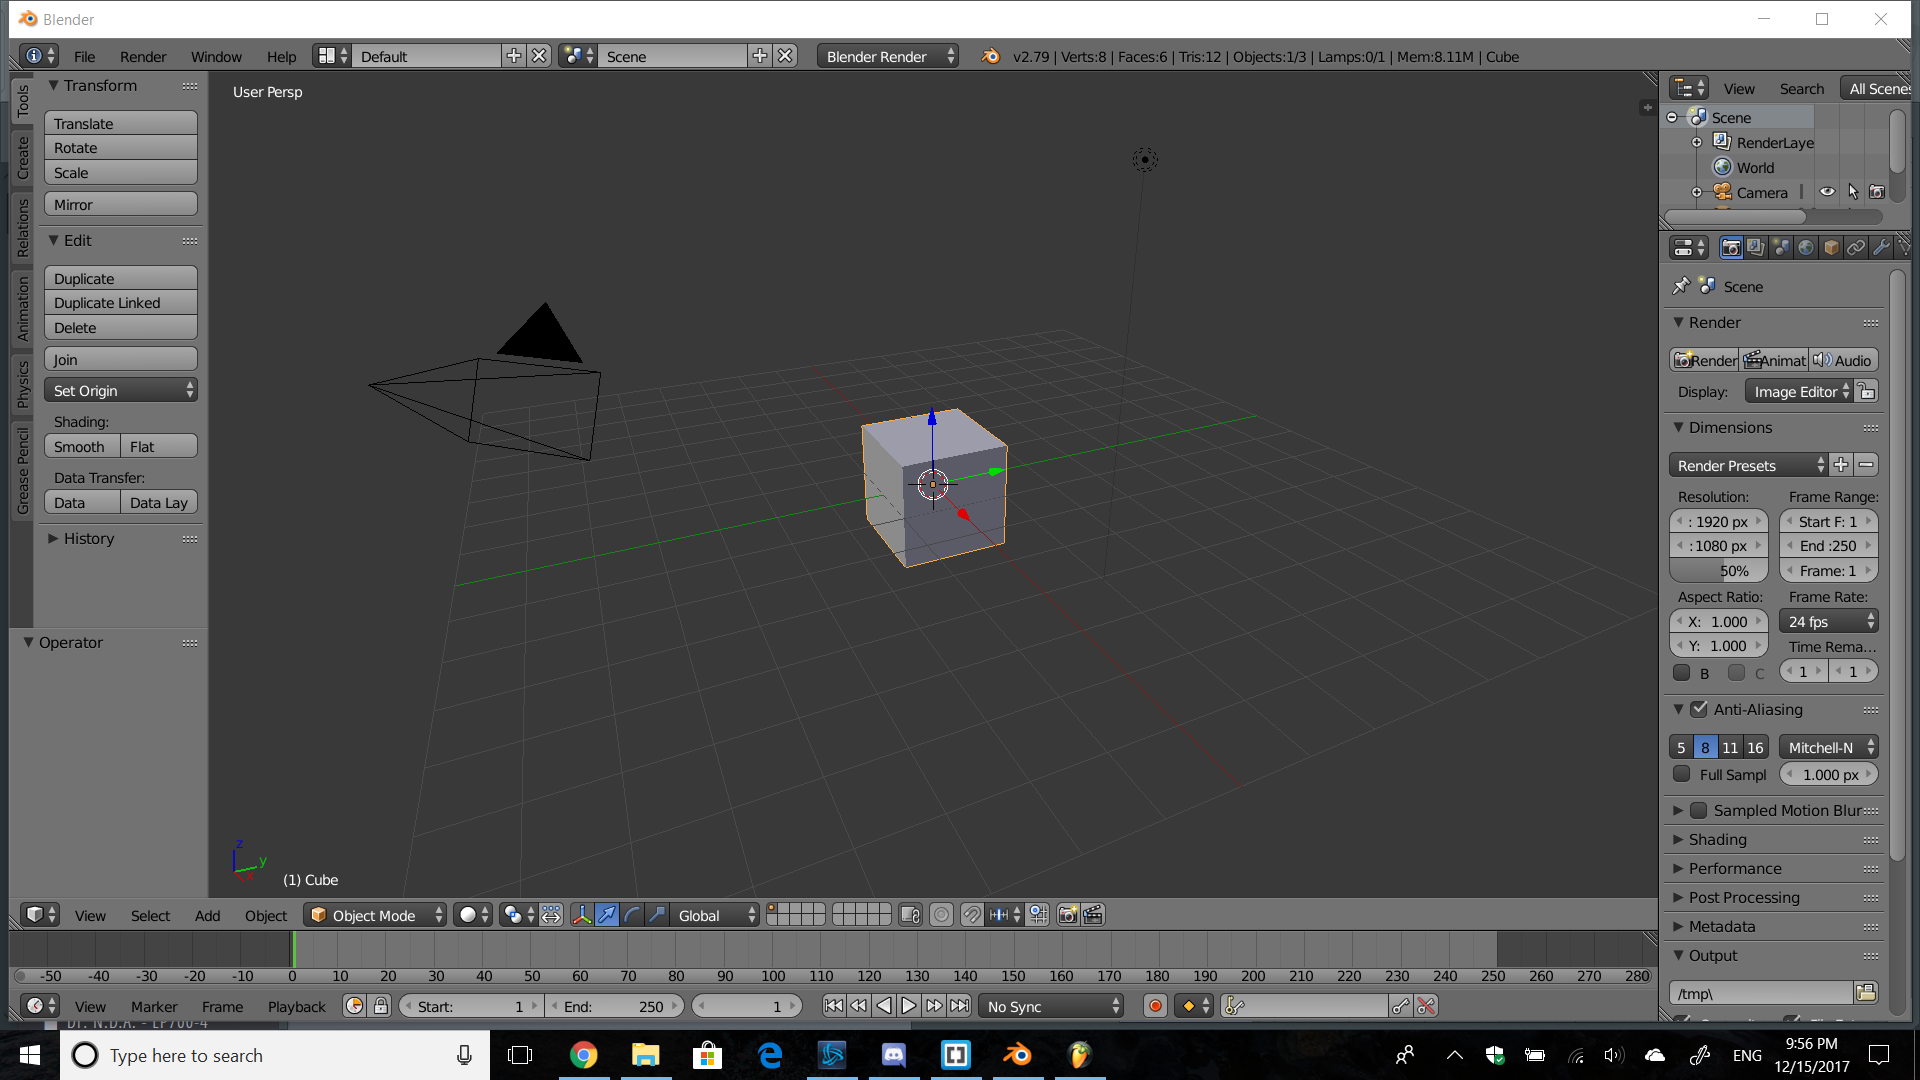 Blender
File Render Window Help Default Scene Blender Render v2.79 | Verts:8 | Faces:6 | Tris:12 | Objects:1/3 | Lamps:0/1 | Mem:8.11M | Cube
Tools
Create
Relations
Animation
Physics
Grease Pencil
Transform
Translate
Rotate
Scale
Mirror
Edit
Duplicate
Duplicate Linked
Delete
Join
Set Origin
Shading:
Smooth Flat
Data Transfer:
Data Data Lay
History
Operator
User Persp
z
y
x
(1) Cube
View Search All Scenes
Scene
RenderLaye
World
Camera
Scene
Render
Render Animat Audio
Display: Image Editor
Dimensions
Render Presets
Resolution: Frame Range:
: 1920 px Start F: 1
: 1080 px End :250
50% Frame: 1
Aspect Ratio: Frame Rate:
X: 1.000 24 fps
Y: 1.000 Time Rema...
B C 1 1
Anti-Aliasing
5 8 11 16 Mitchell-N
Full Sampl 1.000 px
Sampled Motion Blur
Shading
Performance
Post Processing
Metadata
Output
/tmp\
View Select Add Object Object Mode Global
-50 -40 -30 -20 -10 0 10 20 30 40 50 60 70 80 90 100 110 120 130 140 150 160 170 180 190 200 210 220 230 240 250 260 270 280
View Marker Frame Playback Start: 1 End: 250 1 No Sync
DI. N.D.A. - LP700-4
Type here to search
ENG
9:56 PM
12/15/2017